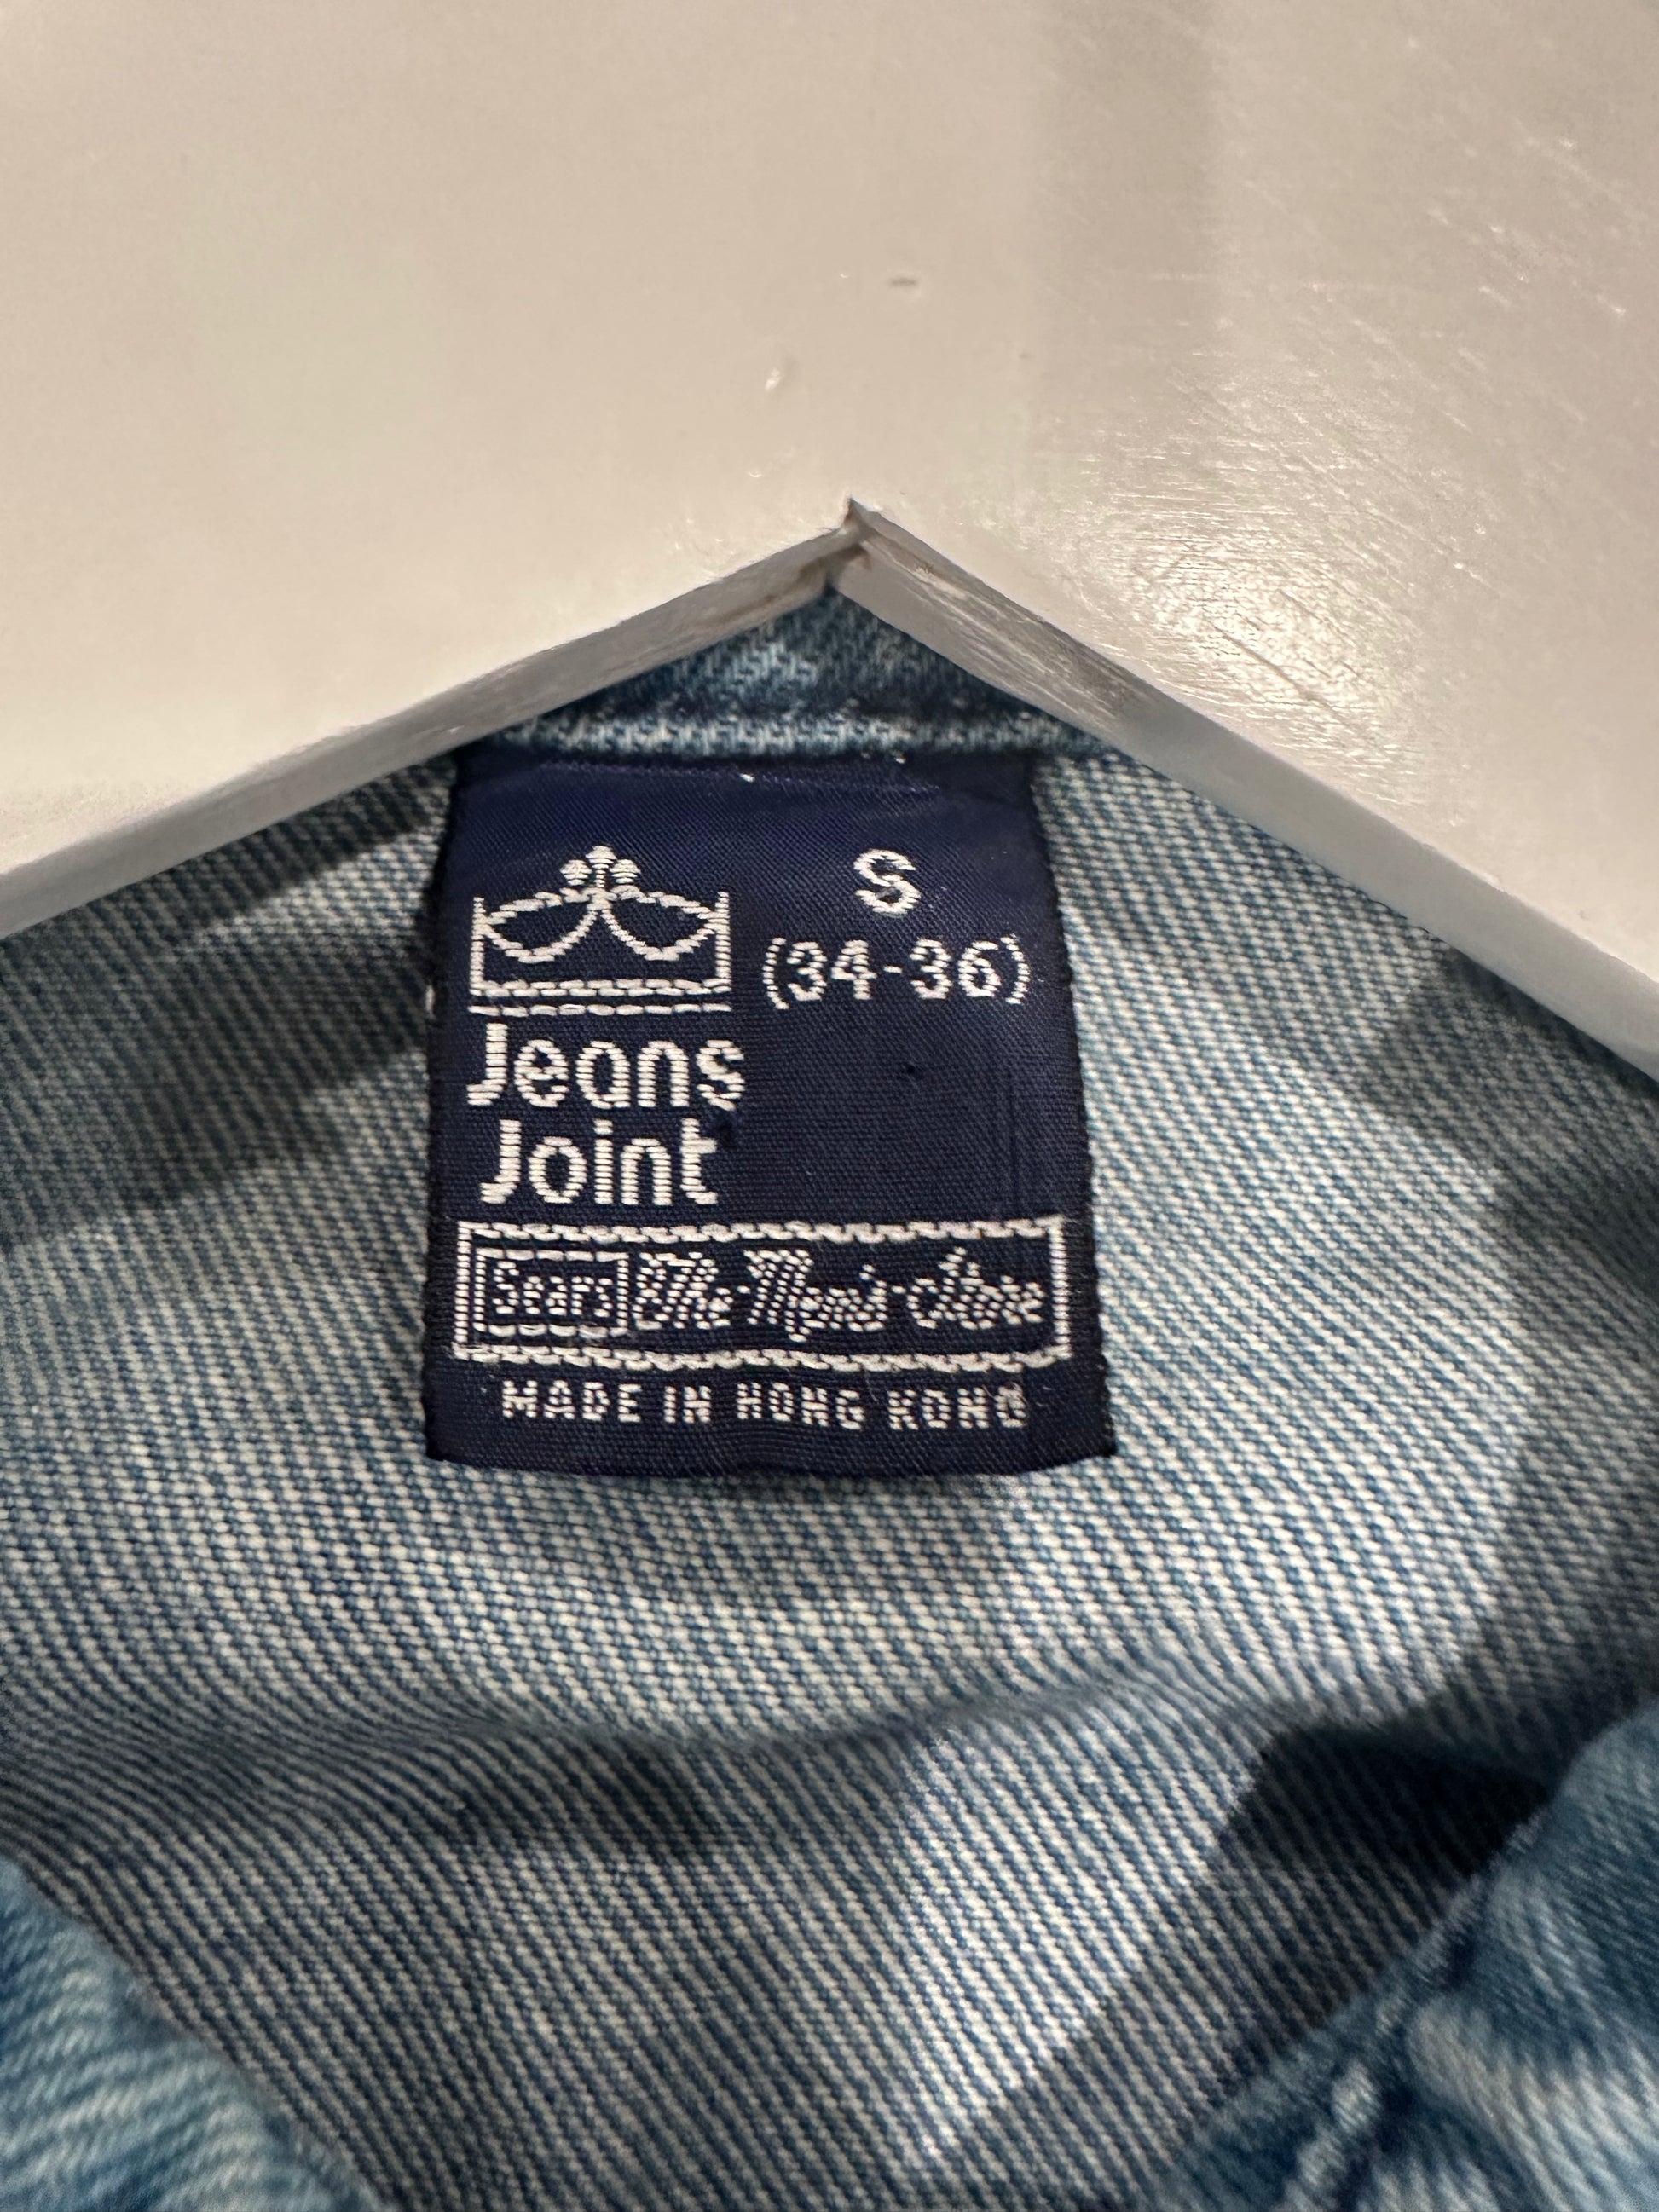 S
(34-36)
Jeans
Joint
Sears The Men's Store
MADE IN HONG KONG